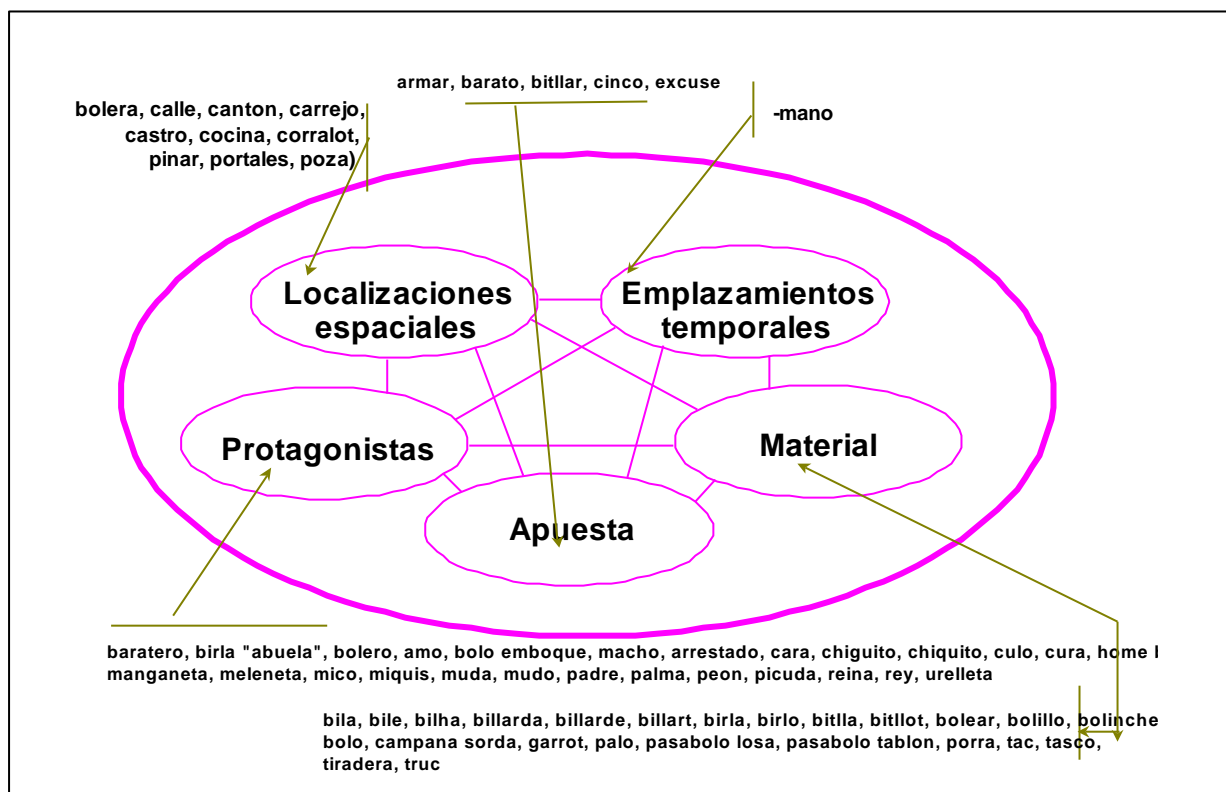 armar, barato, bitllar, cinco, excuse
bolera, calle, canton, carrejo,
castro, cocina, corralot,
pinar, portales, poza)
-mano
Localizaciones
espaciales
Emplazamientos
temporales
Protagonistas
Material
Apuesta
baratero, birla "abuela", bolero, amo, bolo emboque, macho, arrestado, cara, chiguito, chiquito, culo, cura, home
manganeta, meleneta, mico, miquis, muda, mudo, padre, palma, peon, picuda, reina, rey, urelleta
bila, bile, bilha, billarda, billarde, billart, birla, birlo, bitlla, bitllot, bolear, bolillo, bolinche
bolo, campana sorda, garrot, palo, pasabolo losa, pasabolo tablon, porra, tac, tasco,
tiradera, truc